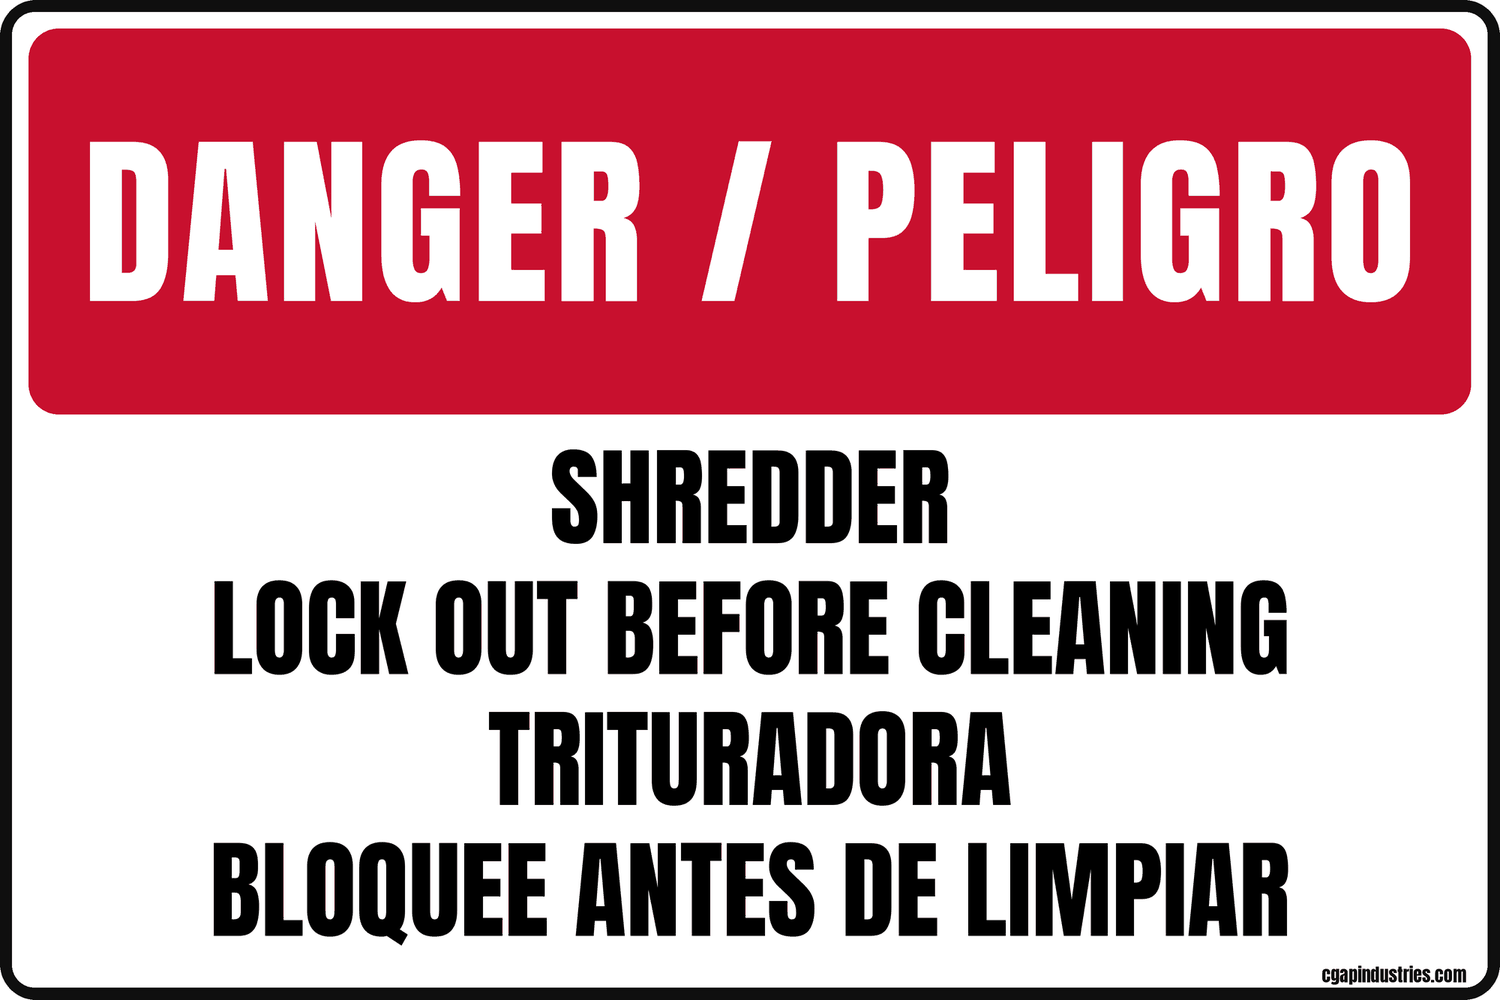 DANGER / PELIGRO
SHREDDER
LOCK OUT BEFORE CLEANING
TRITURADORA
BLOQUEE ANTES DE LIMPIAR
cgapindustries.com